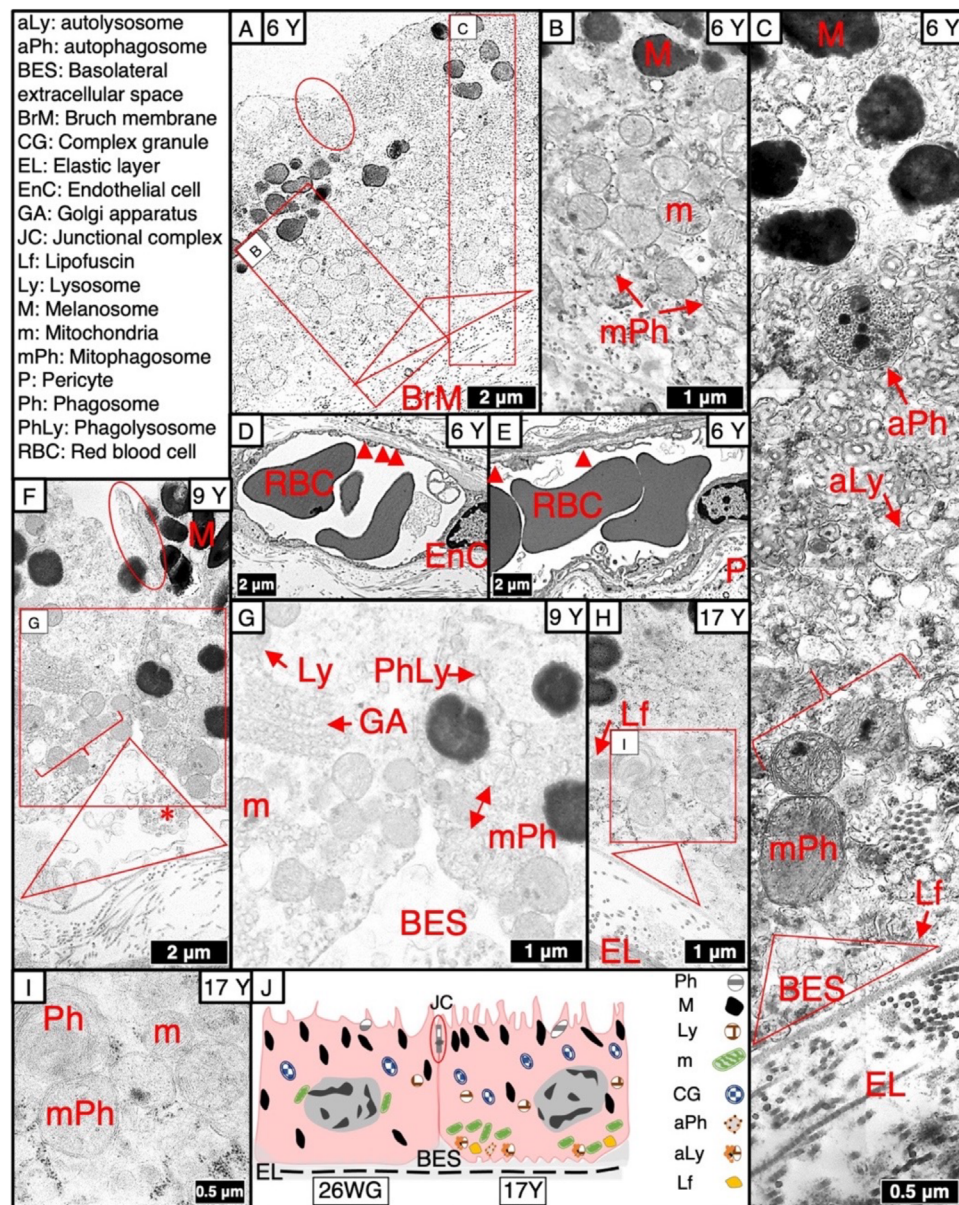 aLy: autolysosome
aPh: autophagosome
BES: Basolateral
extracellular space
BrM: Bruch membrane
CG: Complex granule
EL: Elastic layer
EnC: Endothelial cell
GA: Golgi apparatus
JC: Junctional complex
Lf: Lipofuscin
Ly: Lysosome
M: Melanosome
m: Mitochondria
mPh: Mitophagosome
P: Pericyte
Ph: Phagosome
PhLy: Phagolysosome
RBC: Red blood cell
A 6 Y
C
B
BrM
2 µm
B 6 Y
M
m
mPh
1 µm
C 6 Y
M
aPh
aLy
mPh
Lf
BES
EL
0.5 µm
D 6 Y
RBC
EnC
2 µm
E 6 Y
RBC
P
2 µm
F 9 Y
M
G
*
2 µm
G 9 Y
Ly
PhLy
GA
m
mPh
BES
1 µm
H 17 Y
Lf
I
EL
1 µm
I 17 Y
Ph
m
mPh
0.5 µm
J
JC
EL
BES
26WG
17Y
Ph
M
Ly
m
CG
aPh
aLy
Lf